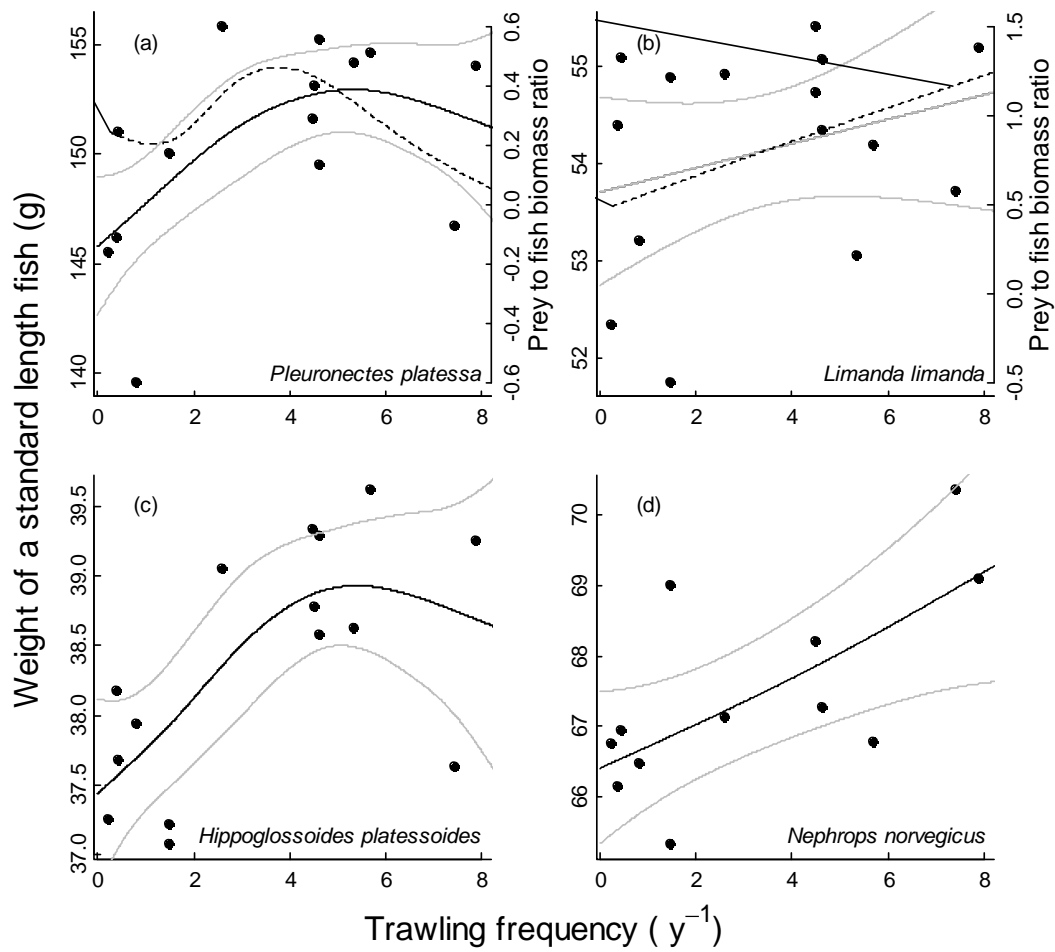 Weight of a standard length fish (g)
(a)
155
150
145
140
0.6
0.4
0.2
0.0
-0.2
-0.4
-0.6
Prey to fish biomass ratio
Pleuronectes platessa
0 2 4 6 8
(b)
55
54
53
52
1.5
1.0
0.5
0.0
-0.5
Prey to fish biomass ratio
Limanda limanda
0 2 4 6 8
(c)
39.5
39.0
38.5
38.0
37.5
37.0
Hippoglossoides platessoides
0 2 4 6 8
(d)
70
69
68
67
66
Nephrops norvegicus
0 2 4 6 8
Trawling frequency ( y⁻¹)